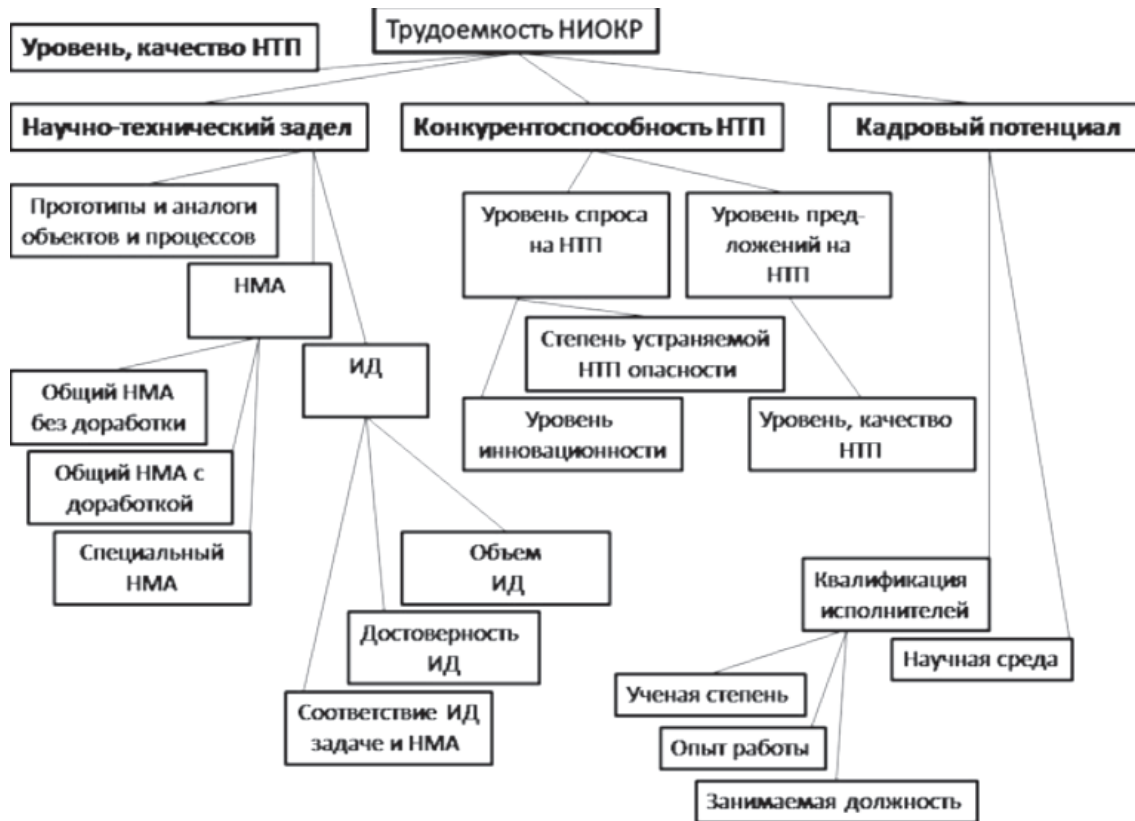 Трудоемкость НИОКР
Уровень, качество НТП
Научно-технический задел
Конкурентоспособность НТП
Кадровый потенциал
Прототипы и аналоги
объектов и процессов
Уровень спроса
на НТП
Уровень пред-
ложений на
НТП
НМА
Степень устраняемой
НТП опасности
ИД
Общий НМА
без доработки
Уровень
инновационности
Уровень, качество
НТП
Общий НМА с
доработкой
Специальный
НМА
Объем
ИД
Квалификация
исполнителей
Достоверность
ИД
Научная среда
Ученая степень
Соответствие ИД
задаче и НМА
Опыт работы
Занимаемая должность